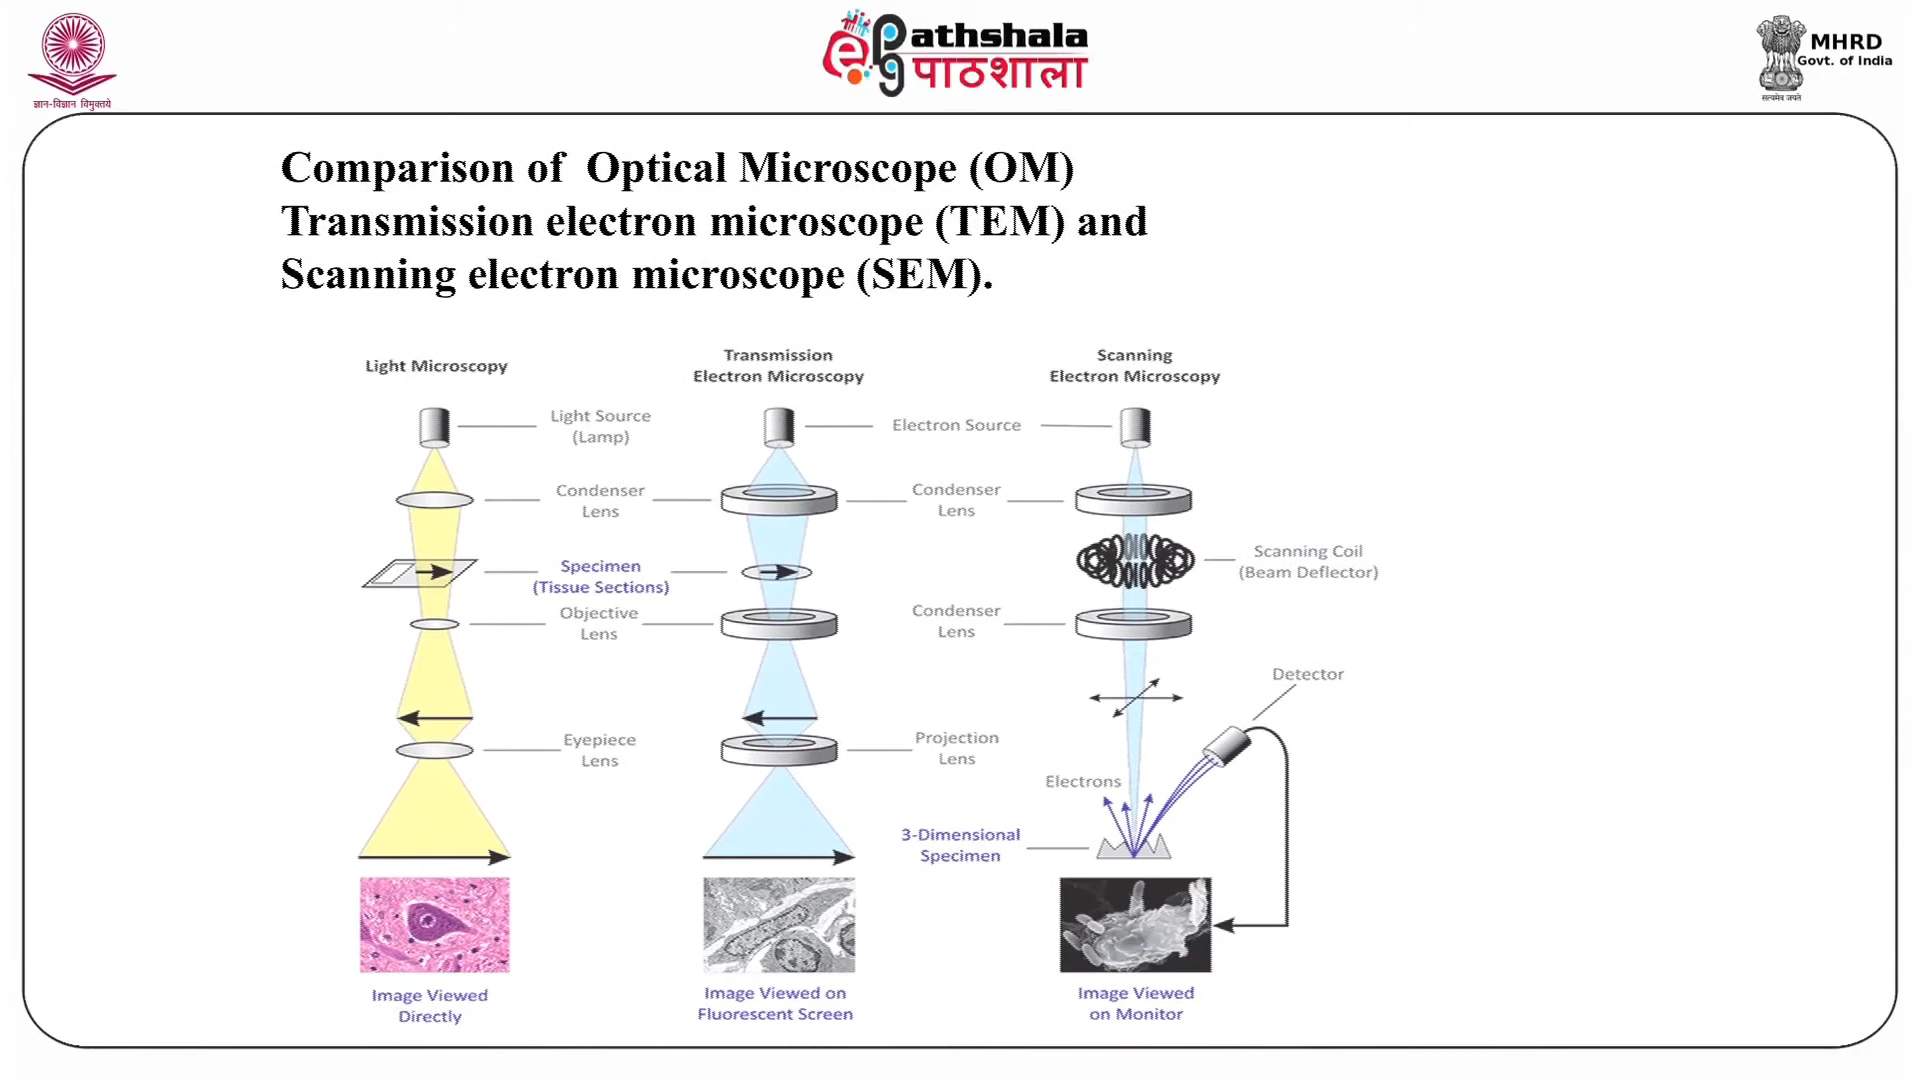 ज्ञान-विज्ञान विमुक्तये
ePathshala
पाठशाला
MHRD
Govt. of India
सत्यमेव जयते
Comparison of Optical Microscope (OM)
Transmission electron microscope (TEM) and
Scanning electron microscope (SEM).
Light Microscopy
Transmission
Electron Microscopy
Scanning
Electron Microscopy
Light Source
(Lamp)
Electron Source
Condenser
Lens
Condenser
Lens
Specimen
(Tissue Sections)
Scanning Coil
(Beam Deflector)
Objective
Lens
Condenser
Lens
Detector
Eyepiece
Lens
Projection
Lens
Electrons
3-Dimensional
Specimen
Image Viewed
Directly
Image Viewed on
Fluorescent Screen
Image Viewed
on Monitor